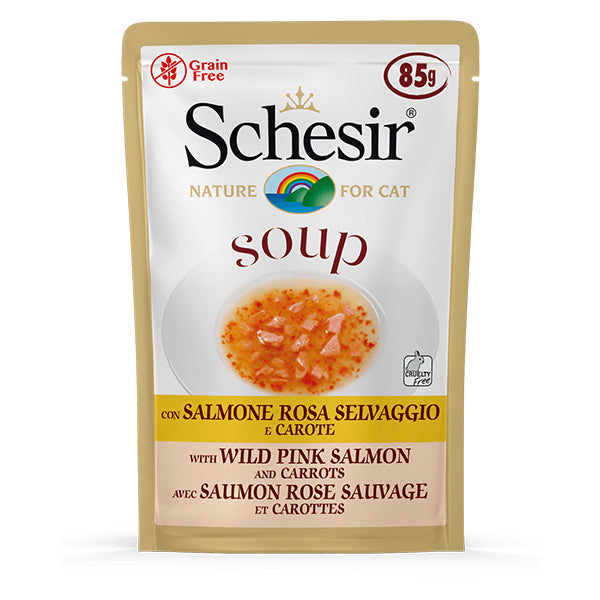 Grain
Free
85g
Schesir®
NATURE FOR CAT
soup
CRUELTY
Free
CON SALMONE ROSA SELVAGGIO
E CAROTE
WITH WILD PINK SALMON
AND CARROTS
AVEC SAUMON ROSE SAUVAGE
ET CAROTTES